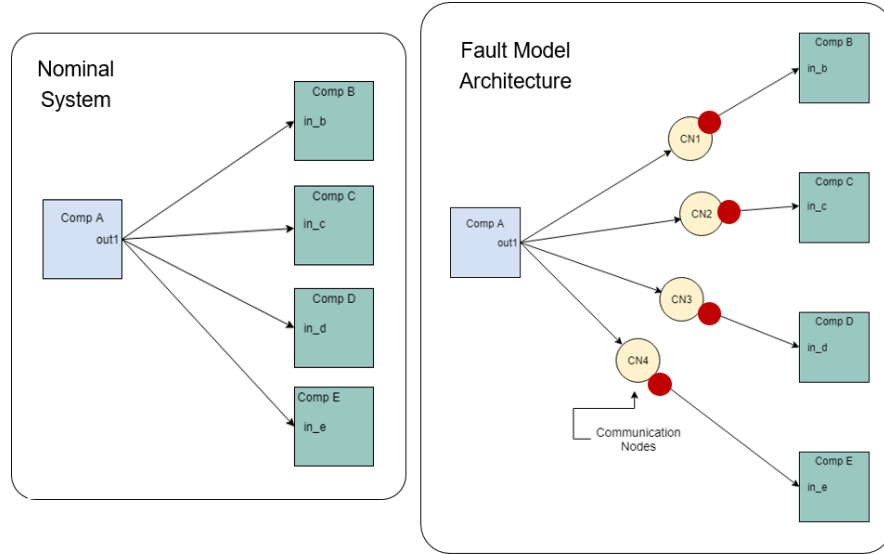 Nominal
System
Comp B
in_b
Comp C
in_c
Comp A
out1
Comp D
in_d
Comp E
in_e
Fault Model
Architecture
Comp B
in_b
CN1
Comp C
in_c
CN2
Comp A
out1
CN3
Comp D
in_d
CN4
Communication
Nodes
Comp E
in_e